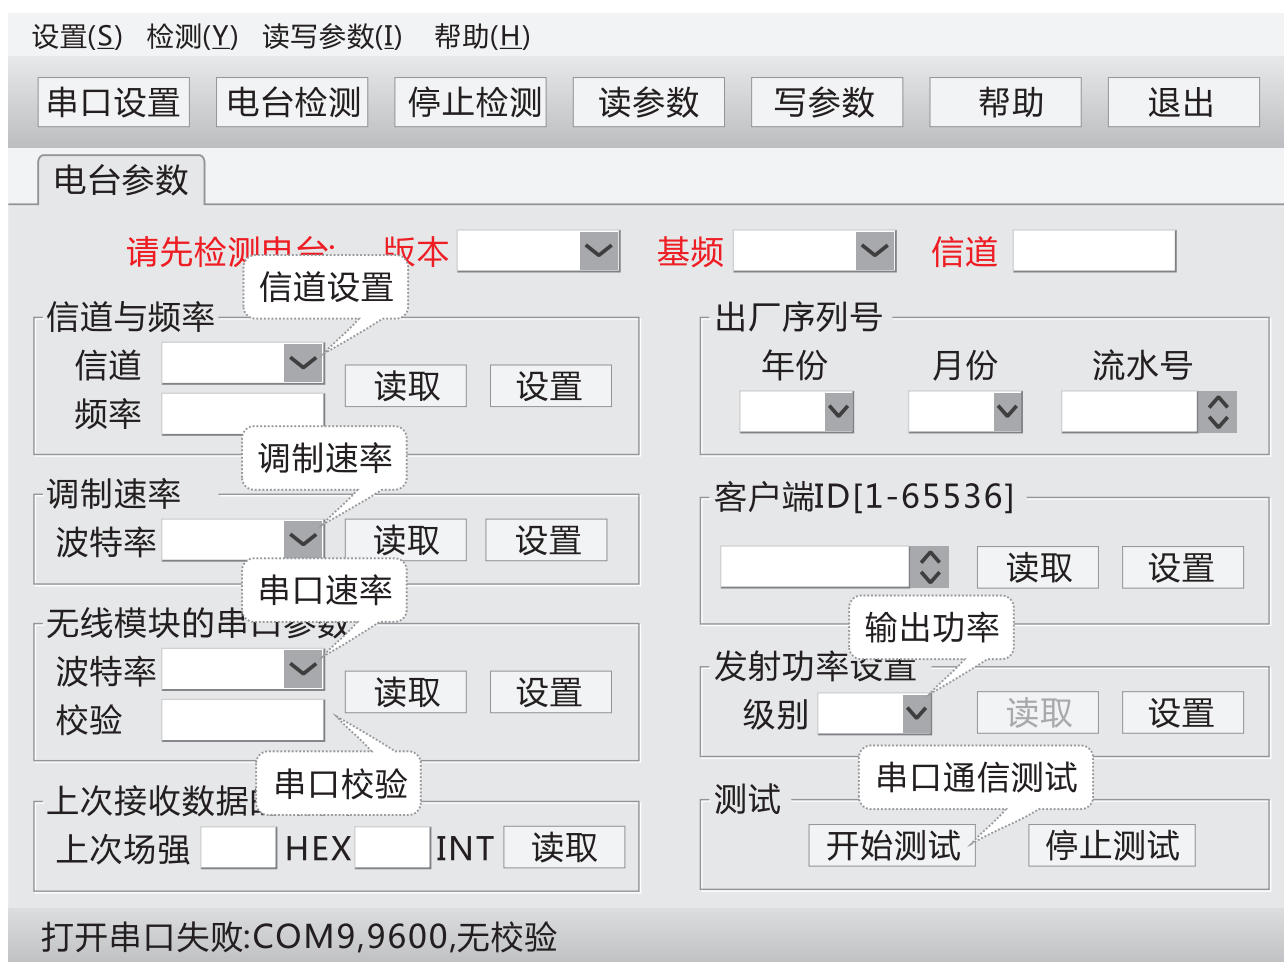 设置(S) 检测(Y) 读写参数(I) 帮助(H)
串口设置 电台检测 停止检测 读参数 写参数 帮助 退出
电台参数
请先检测电台: 版本 基频 信道
信道设置
信道与频率
信道 读取 设置
频率
调制速率
调制速率
波特率 读取 设置
串口速率
无线模块的串口参数
波特率 读取 设置
校验
串口校验
上次接收数据
上次场强 HEX INT 读取
出厂序列号
年份 月份 流水号
客户端ID[1-65536]
读取 设置
输出功率
发射功率设置
级别 读取 设置
串口通信测试
测试
开始测试 停止测试
打开串口失败:COM9,9600,无校验